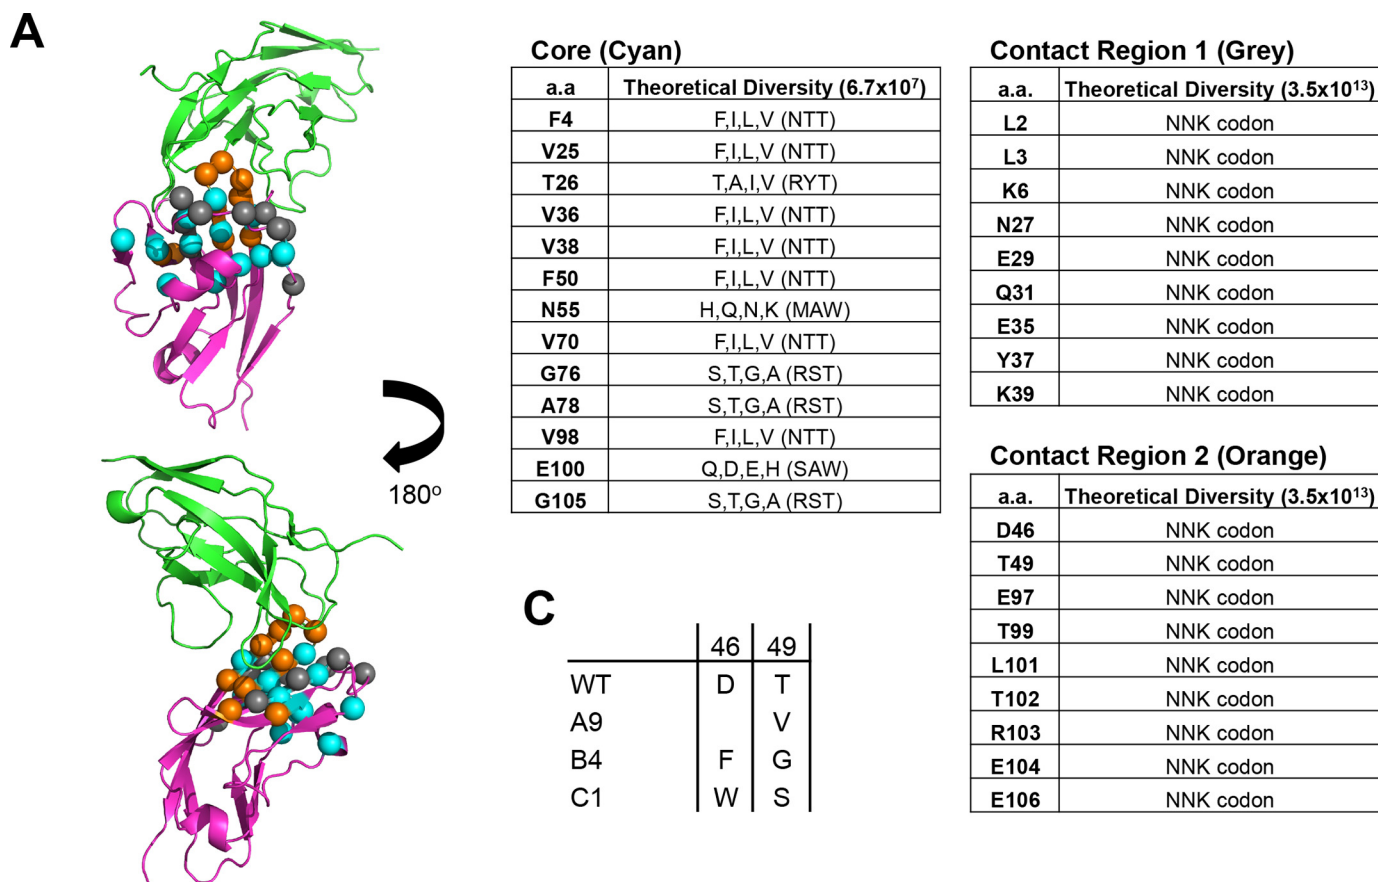 A
180°
Core (Cyan)
a.a Theoretical Diversity (6.7x10⁷)
F4 F,I,L,V (NTT)
V25 F,I,L,V (NTT)
T26 T,A,I,V (RYT)
V36 F,I,L,V (NTT)
V38 F,I,L,V (NTT)
F50 F,I,L,V (NTT)
N55 H,Q,N,K (MAW)
V70 F,I,L,V (NTT)
G76 S,T,G,A (RST)
A78 S,T,G,A (RST)
V98 F,I,L,V (NTT)
E100 Q,D,E,H (SAW)
G105 S,T,G,A (RST)
Contact Region 1 (Grey)
a.a. Theoretical Diversity (3.5x10¹³)
L2 NNK codon
L3 NNK codon
K6 NNK codon
N27 NNK codon
E29 NNK codon
Q31 NNK codon
E35 NNK codon
Y37 NNK codon
K39 NNK codon
Contact Region 2 (Orange)
a.a. Theoretical Diversity (3.5x10¹³)
D46 NNK codon
T49 NNK codon
E97 NNK codon
T99 NNK codon
L101 NNK codon
T102 NNK codon
R103 NNK codon
E104 NNK codon
E106 NNK codon
C
46 49
WT D T
A9 V
B4 F G
C1 W S